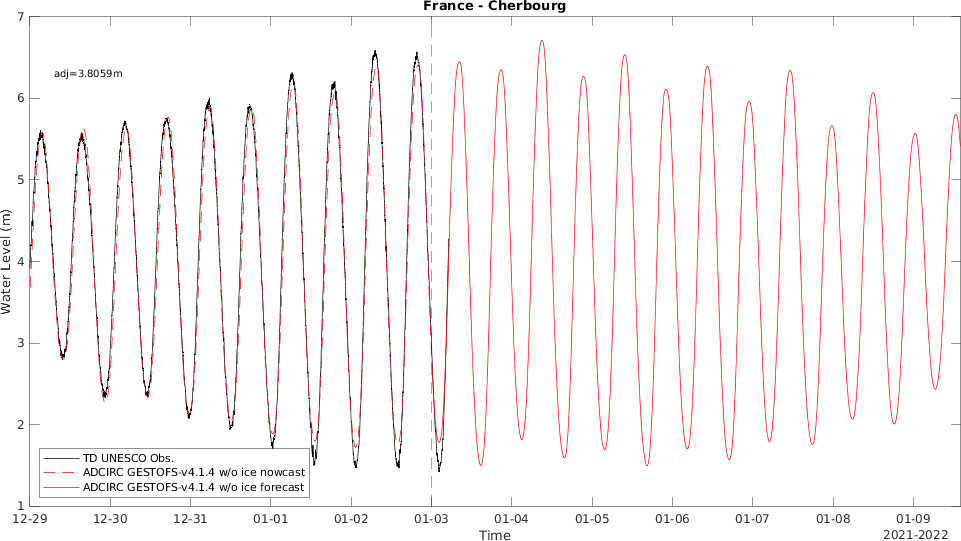 France - Cherbourg
adj=3.8059m
7
6
5
4
3
2
1
Water Level (m)
TD UNESCO Obs.
ADCIRC GESTOFS-v4.1.4 w/o ice nowcast
ADCIRC GESTOFS-v4.1.4 w/o ice forecast
12-29 12-30 12-31 01-01 01-02 01-03 01-04 01-05 01-06 01-07 01-08 01-09
Time
2021-2022